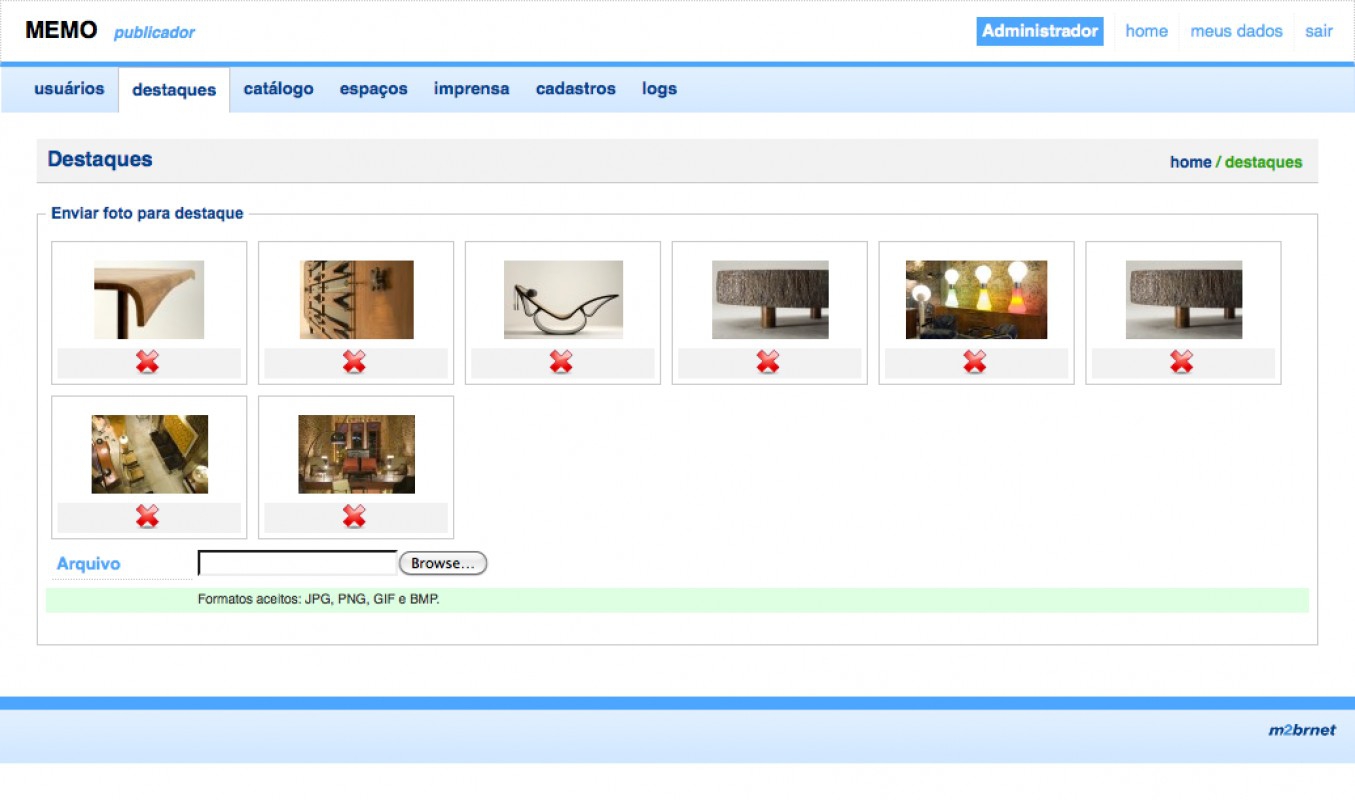 MEMO publicador Administrador home meus dados sair
usuários destaques catálogo espaços imprensa cadastros logs
Destaques home / destaques
Enviar foto para destaque
Arquivo Browse...
Formatos aceitos: JPG, PNG, GIF e BMP.
m2brnet